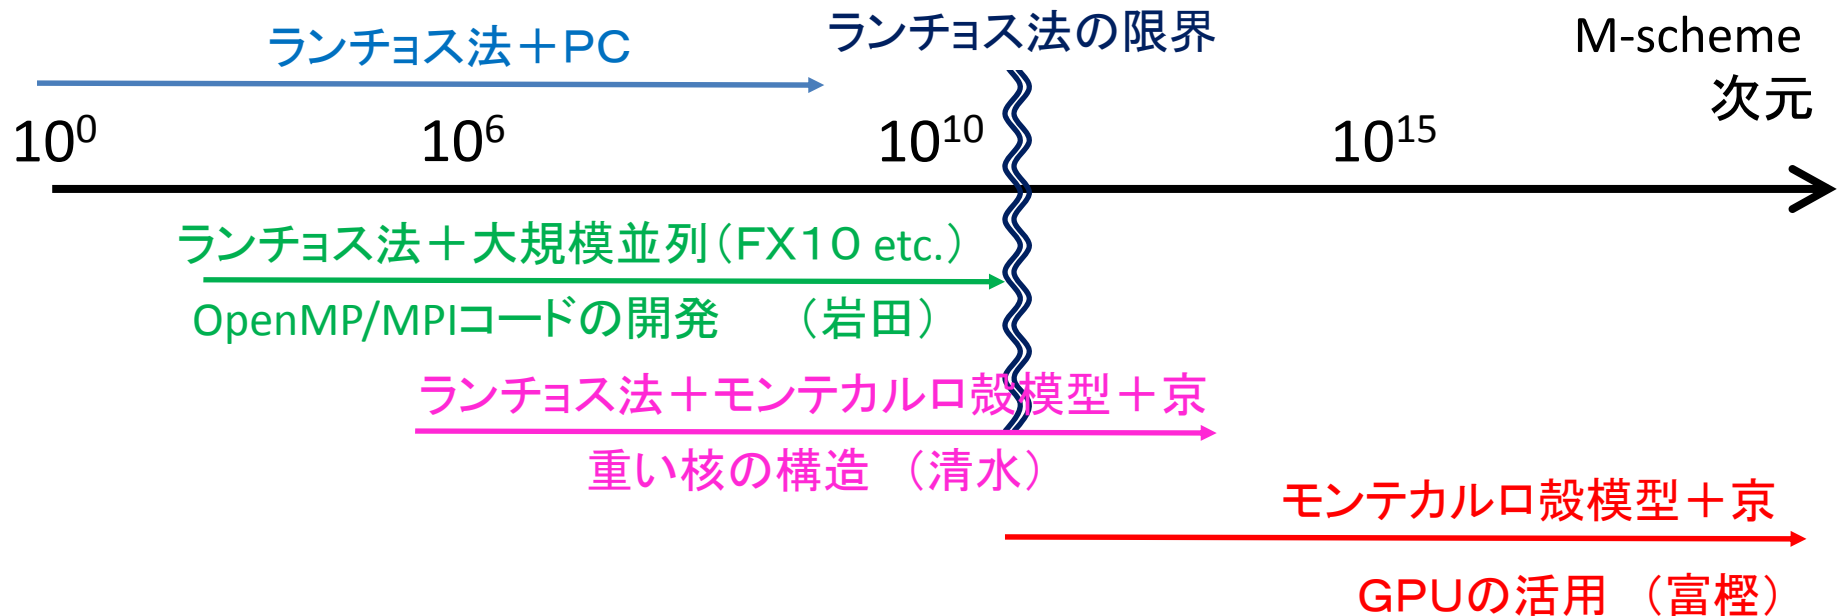 ランチョス法＋PC
ランチョス法の限界
M-scheme
次元
10⁰ 10⁶ 10¹⁰ 10¹⁵
ランチョス法＋大規模並列（FX10 etc.）
OpenMP/MPIコードの開発 （岩田）
ランチョス法＋モンテカルロ殻模型＋京
重い核の構造 （清水）
モンテカルロ殻模型＋京
GPUの活用 （富樫）